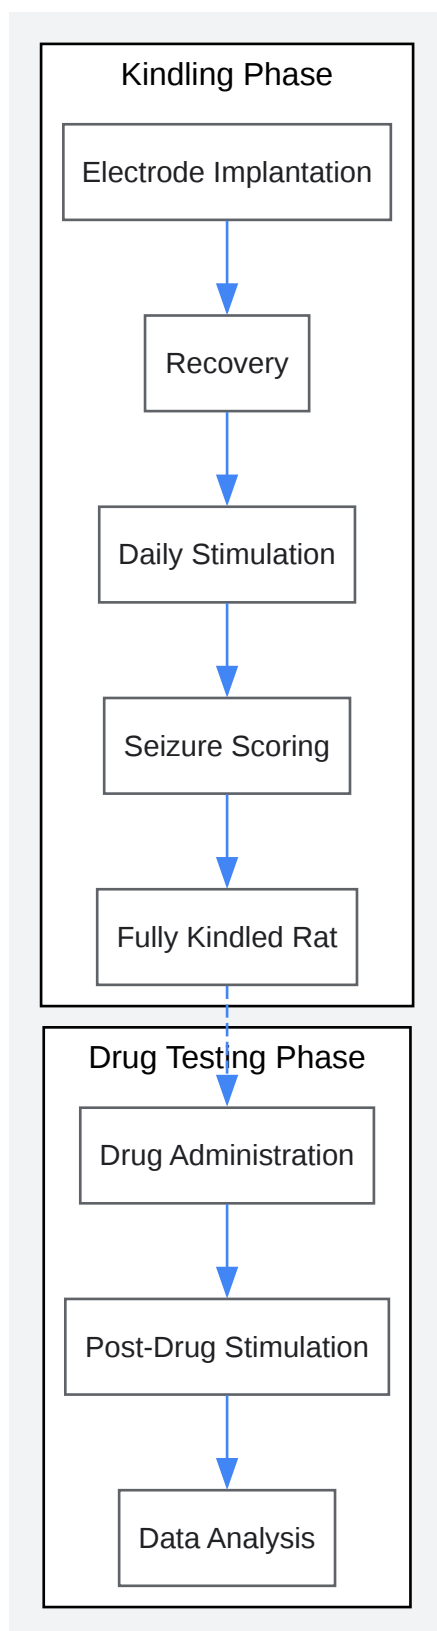 Kindling Phase
Electrode Implantation
Recovery
Daily Stimulation
Seizure Scoring
Fully Kindled Rat
Drug Testing Phase
Drug Administration
Post-Drug Stimulation
Data Analysis